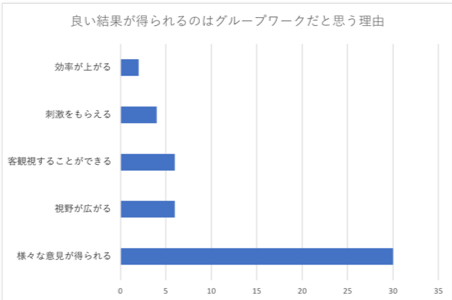 良い結果が得られるのはグループワークだと思う理由
効率が上がる
刺激をもらえる
客観視することができる
視野が広がる
様々な意見が得られる
0 5 10 15 20 25 30 35